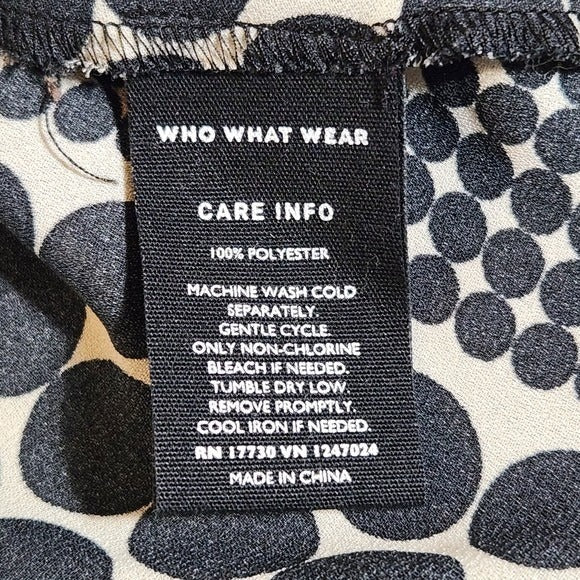 WHO WHAT WEAR
CARE INFO
100% POLYESTER
MACHINE WASH COLD
SEPARATELY.
GENTLE CYCLE
ONLY NON-CHLORINE
BLEACH IF NEEDED.
TUMBLE DRY LOW.
REMOVE PROMPTLY.
COOL IRON IF NEEDED.
RN 17730 VN 1247024
MADE IN CHINA